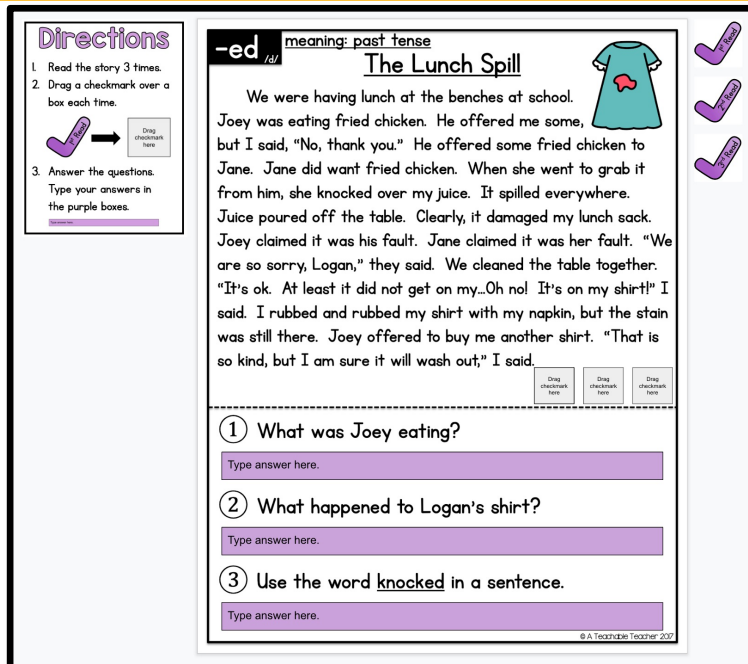 Directions
1. Read the story 3 times.
2. Drag a checkmark over a
box each time.
1st Read
Drag
checkmark
here
3. Answer the questions.
Type your answers in
the purple boxes.
Type answer here.
-ed /d/
meaning: past tense
The Lunch Spill
We were having lunch at the benches at school.
Joey was eating fried chicken. He offered me some,
but I said, “No, thank you.” He offered some fried chicken to
Jane. Jane did want fried chicken. When she went to grab it
from him, she knocked over my juice. It spilled everywhere.
Juice poured off the table. Clearly, it damaged my lunch sack.
Joey claimed it was his fault. Jane claimed it was her fault. “We
are so sorry, Logan,” they said. We cleaned the table together.
“It’s ok. At least it did not get on my…Oh no! It’s on my shirt!” I
said. I rubbed and rubbed my shirt with my napkin, but the stain
was still there. Joey offered to buy me another shirt. “That is
so kind, but I am sure it will wash out,” I said.
Drag
checkmark
here
Drag
checkmark
here
Drag
checkmark
here
1 What was Joey eating?
Type answer here.
2 What happened to Logan’s shirt?
Type answer here.
3 Use the word knocked in a sentence.
Type answer here.
© A Teachable Teacher 2017
1st Read
2nd Read
3rd Read